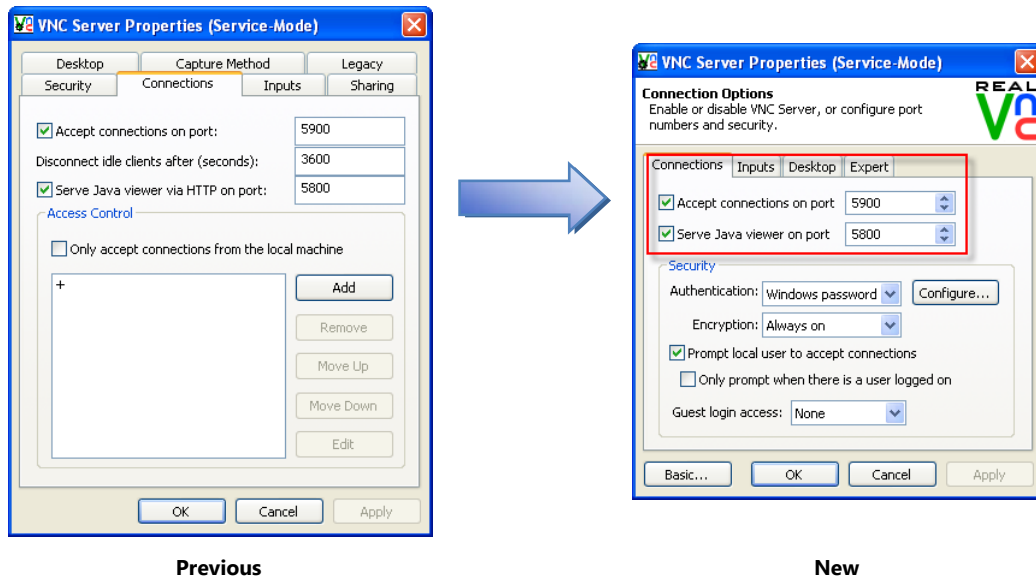 VNC Server Properties (Service-Mode)
Desktop Capture Method Legacy
Security Connections Inputs Sharing
Accept connections on port: 5900
Disconnect idle clients after (seconds): 3600
Serve Java viewer via HTTP on port: 5800
Access Control
Only accept connections from the local machine
+
Add
Remove
Move Up
Move Down
Edit
OK Cancel Apply
Previous
VNC Server Properties (Service-Mode)
Connection Options
Enable or disable VNC Server, or configure port
numbers and security.
REAL
Connections Inputs Desktop Expert
Accept connections on port 5900
Serve Java viewer on port 5800
Security
Authentication: Windows password Configure...
Encryption: Always on
Prompt local user to accept connections
Only prompt when there is a user logged on
Guest login access: None
Basic... OK Cancel Apply
New